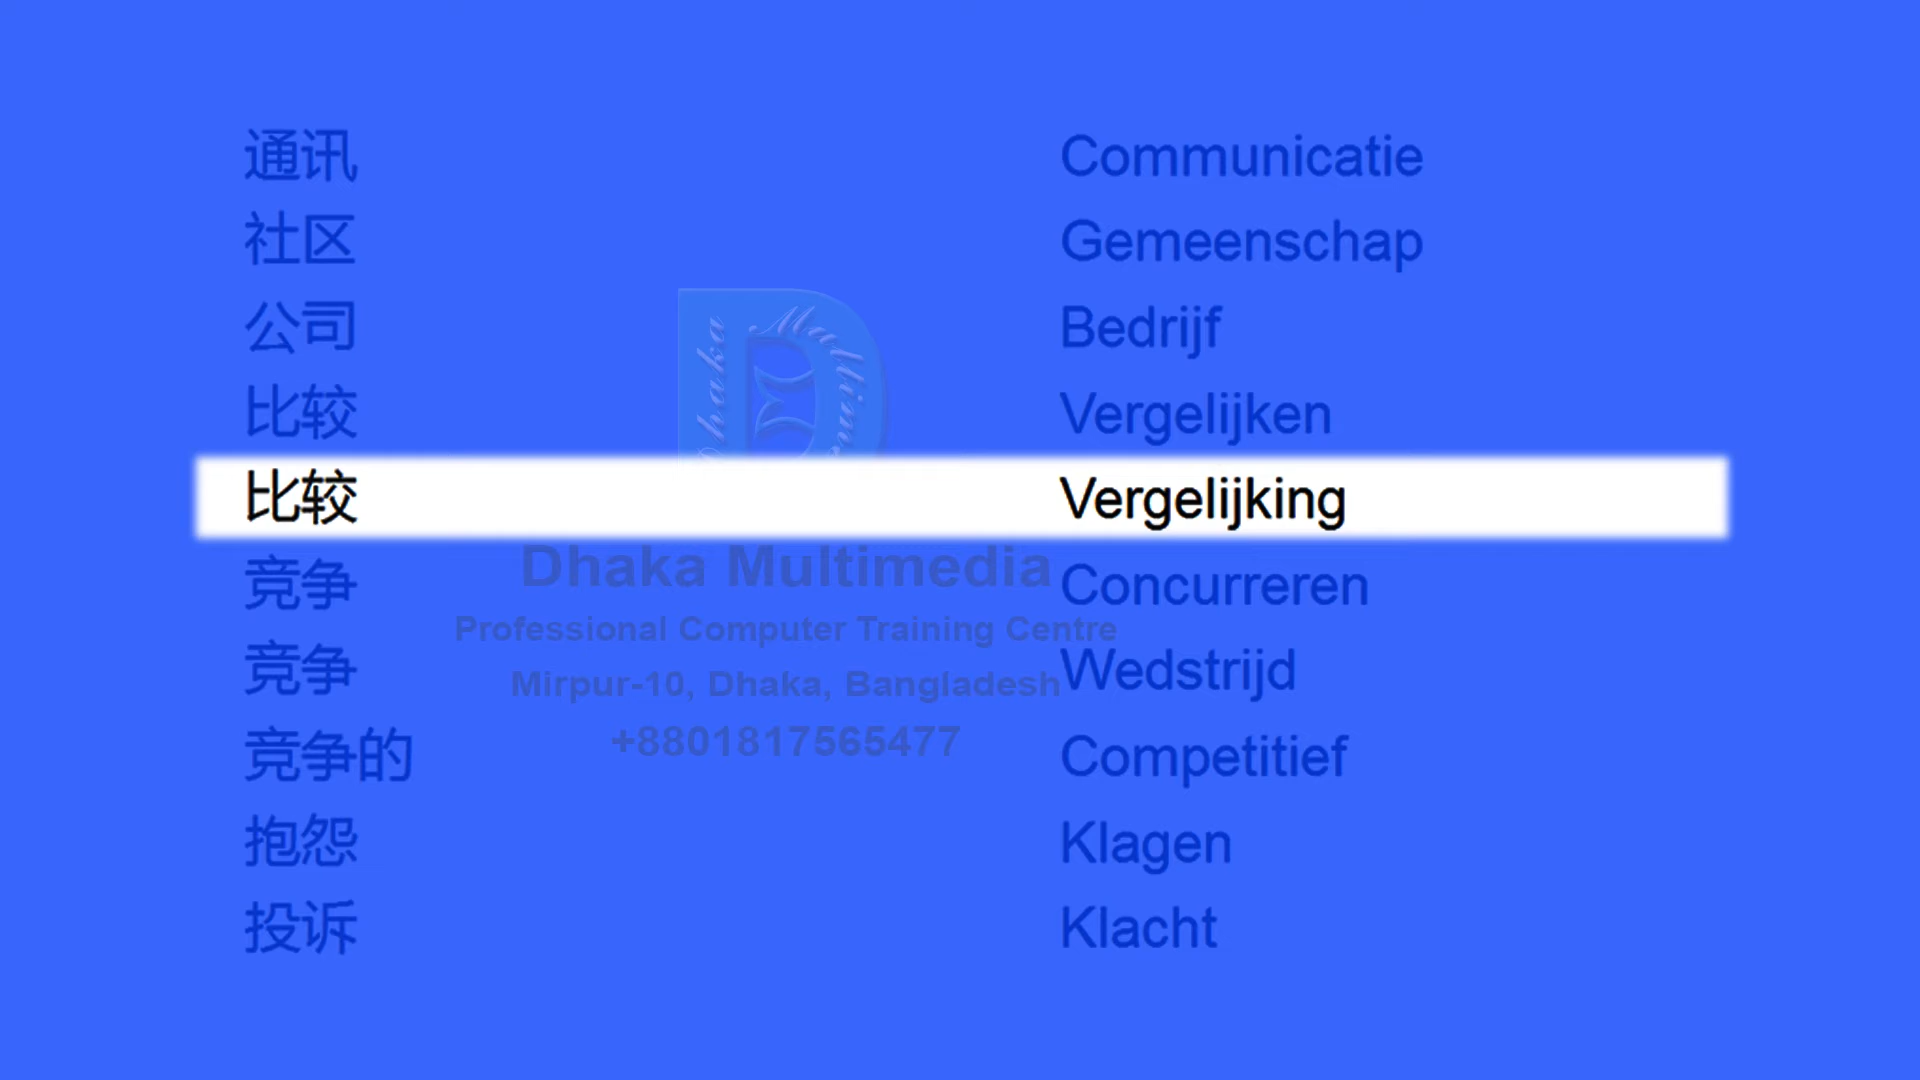 通讯 Communicatie
社区 Gemeenschap
公司 Bedrijf
比较 Vergelijken
比较 Vergelijking
竞争 Concurreren
竞争 Wedstrijd
竞争的 Competitief
抱怨 Klagen
投诉 Klacht
Dhaka
Dhaka Multimedia
Professional Computer Training Centre
Mirpur-10, Dhaka, Bangladesh
+8801817565477